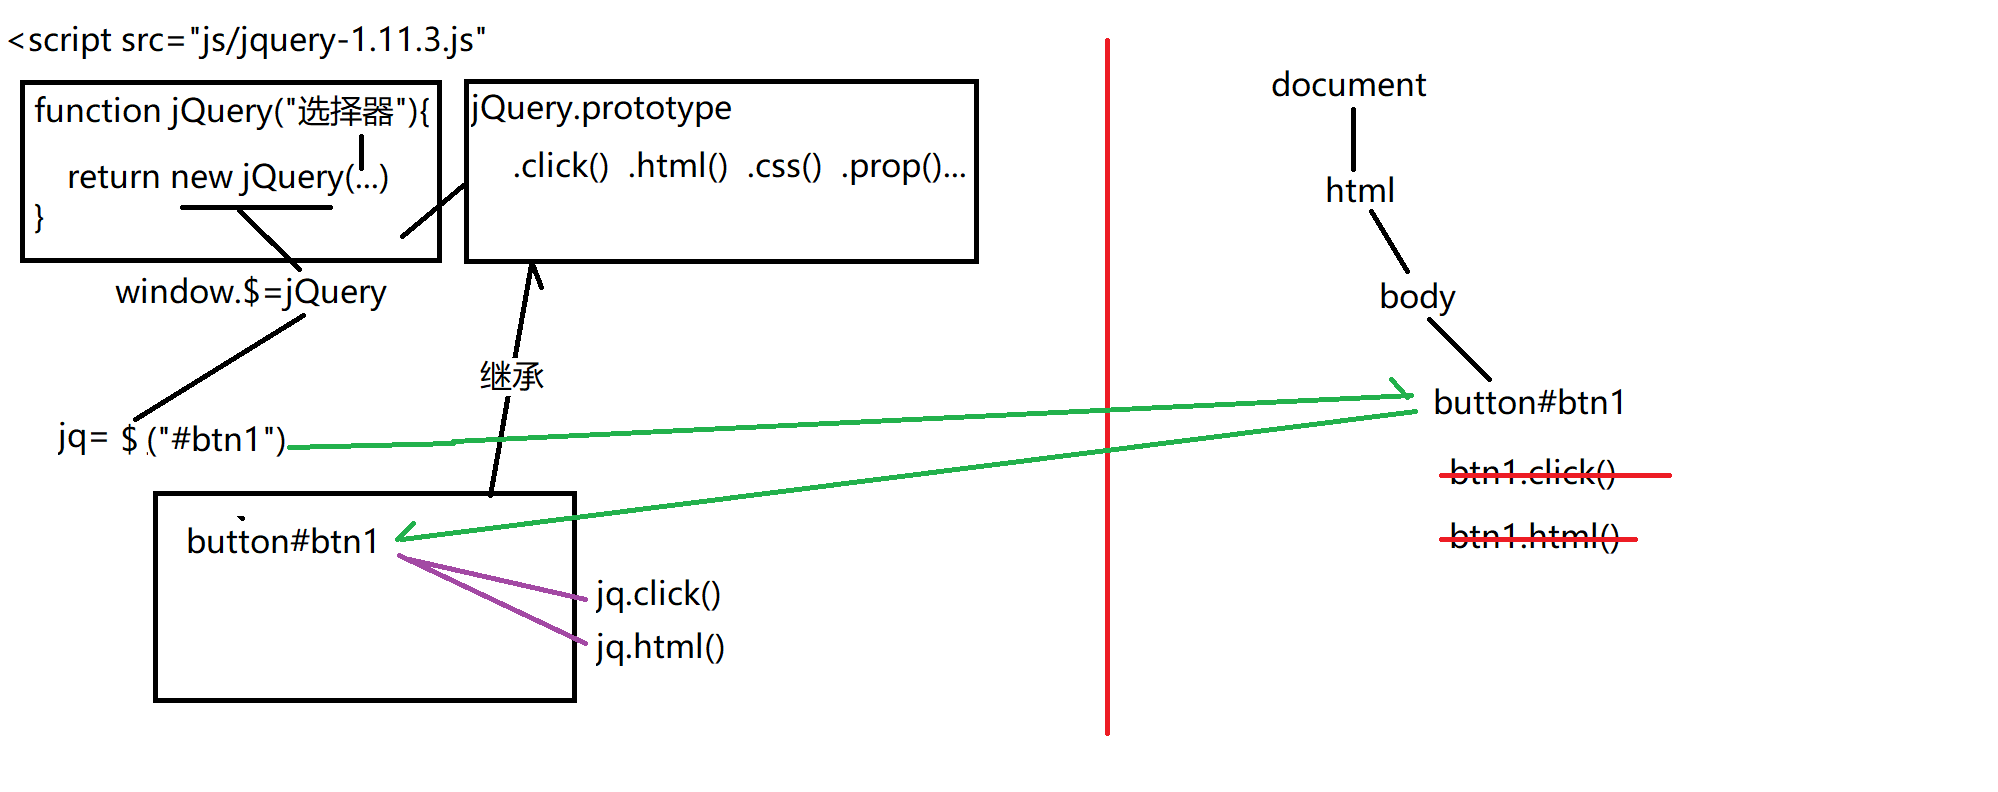 <script src="js/jquery-1.11.3.js"
function jQuery("选择器"){
return new jQuery(...)
}
jQuery.prototype
.click() .html() .css() .prop()...
window.$=jQuery
继承
jq= $ ("#btn1")
button#btn1
jq.click()
jq.html()
document
html
body
button#btn1
btn1.click()
btn1.html()